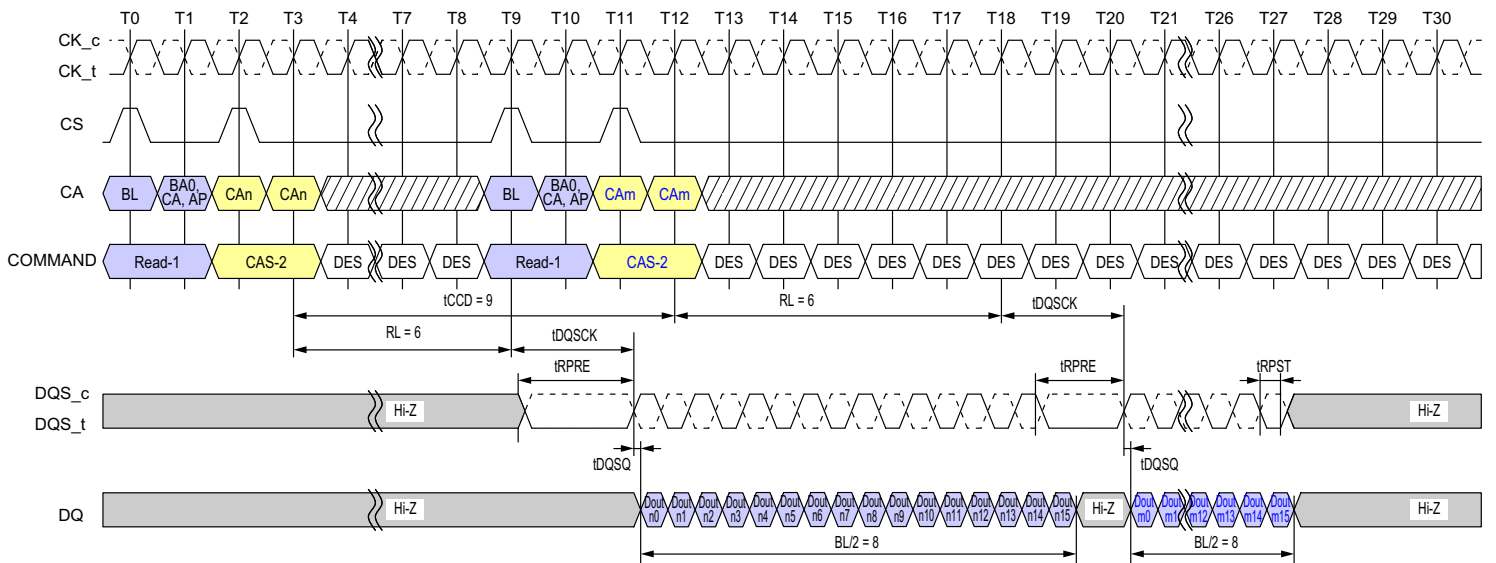 T0 T1 T2 T3 T4 T7 T8 T9 T10 T11 T12 T13 T14 T15 T16 T17 T18 T19 T20 T21 T26 T27 T28 T29 T30
CK_c
CK_t
CS
CA BL BA0, CA, AP CAn CAn BL BA0, CA, AP CAm CAm
COMMAND Read-1 CAS-2 DES DES DES Read-1 CAS-2 DES DES DES DES DES DES DES DES DES DES DES DES DES DES
tCCD = 9 RL = 6 tDQSCK
RL = 6 tDQSCK
tRPRE tRPRE tRPST
DQS_c
DQS_t Hi-Z Hi-Z
tDQSQ tDQSQ
DQ Hi-Z Dout n0 Dout n1 Dout n2 Dout n3 Dout n4 Dout n5 Dout n6 Dout n7 Dout n8 Dout n9 Dout n10 Dout n11 Dout n12 Dout n13 Dout n14 Dout n15 Hi-Z Dout m0 Dout m1 Dout m12 Dout m13 Dout m14 Dout m15 Hi-Z
BL/2 = 8 BL/2 = 8